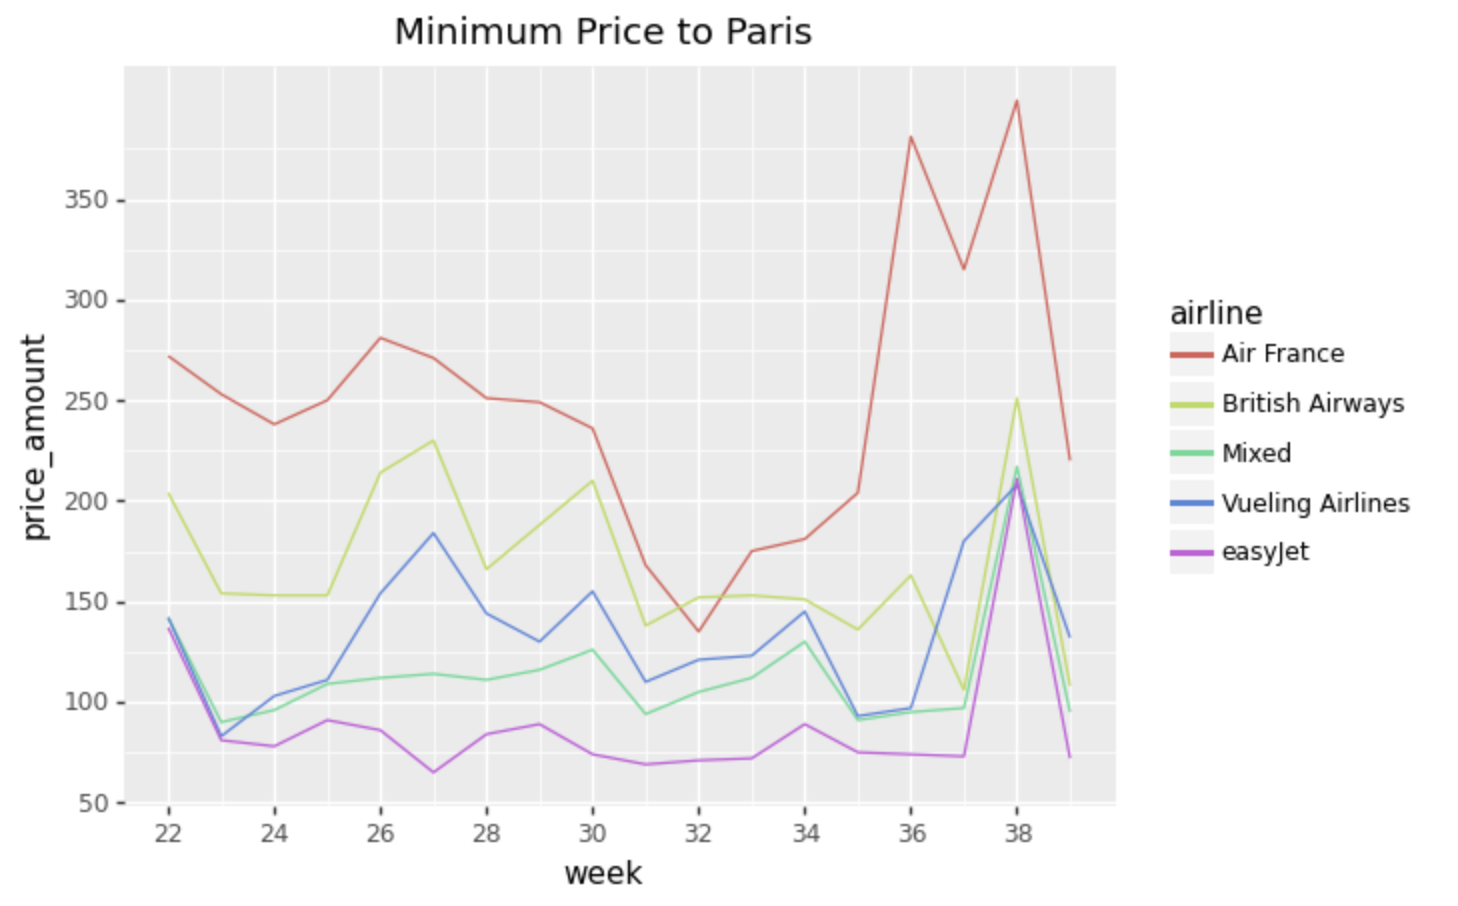 Minimum Price to Paris
350
300
250
200
150
100
50
price_amount
22 24 26 28 30 32 34 36 38
week
airline
Air France
British Airways
Mixed
Vueling Airlines
easyJet